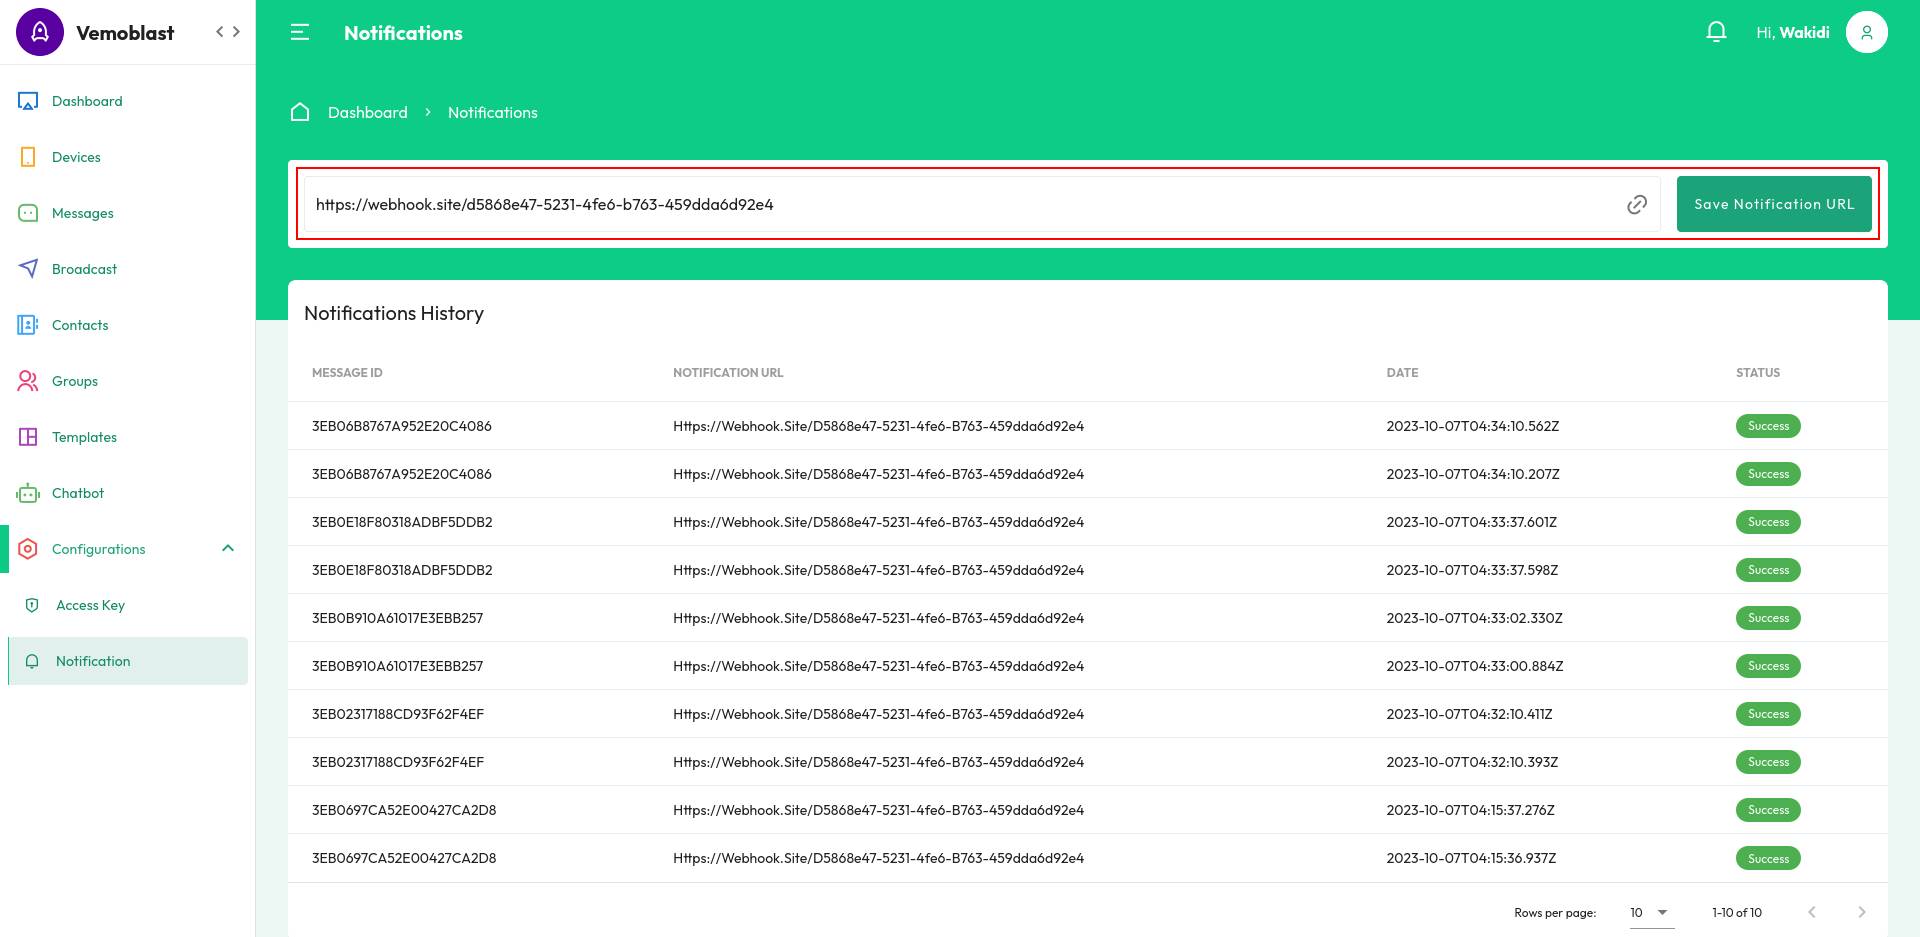 Vemoblast
Notifications
Hi, Wakidi
Dashboard
Devices
Messages
Broadcast
Contacts
Groups
Templates
Chatbot
Configurations
Access Key
Notification
Dashboard > Notifications
https://webhook.site/d5868e47-5231-4fe6-b763-459dda6d92e4
Save Notification URL
Notifications History
MESSAGE ID NOTIFICATION URL DATE STATUS
3EB06B8767A952E20C4086 Https://Webhook.Site/D5868e47-5231-4fe6-B763-459dda6d92e4 2023-10-07T04:34:10.562Z Success
3EB06B8767A952E20C4086 Https://Webhook.Site/D5868e47-5231-4fe6-B763-459dda6d92e4 2023-10-07T04:34:10.207Z Success
3EB0E18F80318ADBF5DDB2 Https://Webhook.Site/D5868e47-5231-4fe6-B763-459dda6d92e4 2023-10-07T04:33:37.601Z Success
3EB0E18F80318ADBF5DDB2 Https://Webhook.Site/D5868e47-5231-4fe6-B763-459dda6d92e4 2023-10-07T04:33:37.598Z Success
3EB0B910A61017E3EBB257 Https://Webhook.Site/D5868e47-5231-4fe6-B763-459dda6d92e4 2023-10-07T04:33:02.330Z Success
3EB0B910A61017E3EBB257 Https://Webhook.Site/D5868e47-5231-4fe6-B763-459dda6d92e4 2023-10-07T04:33:00.884Z Success
3EB02317188CD93F62F4EF Https://Webhook.Site/D5868e47-5231-4fe6-B763-459dda6d92e4 2023-10-07T04:32:10.411Z Success
3EB02317188CD93F62F4EF Https://Webhook.Site/D5868e47-5231-4fe6-B763-459dda6d92e4 2023-10-07T04:32:10.393Z Success
3EB0697CA52E00427CA2D8 Https://Webhook.Site/D5868e47-5231-4fe6-B763-459dda6d92e4 2023-10-07T04:15:37.276Z Success
3EB0697CA52E00427CA2D8 Https://Webhook.Site/D5868e47-5231-4fe6-B763-459dda6d92e4 2023-10-07T04:15:36.937Z Success
Rows per page: 10 1-10 of 10